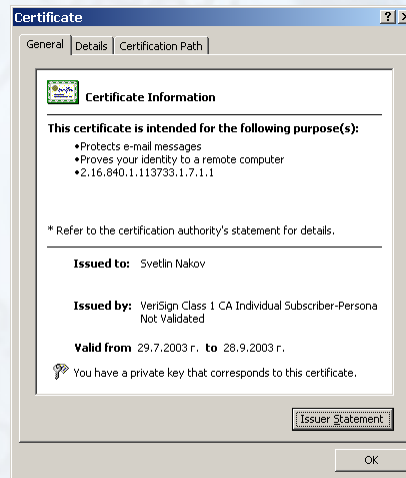 Certificate
General
Details
Certification Path
Certificate Information
This certificate is intended for the following purpose(s):
•Protects e-mail messages
•Proves your identity to a remote computer
•2.16.840.1.113733.1.7.1.1
* Refer to the certification authority's statement for details.
Issued to: Svetlin Nakov
Issued by: VeriSign Class 1 CA Individual Subscriber-Persona
Not Validated
Valid from 29.7.2003 г. to 28.9.2003 г.
You have a private key that corresponds to this certificate.
Issuer Statement
OK